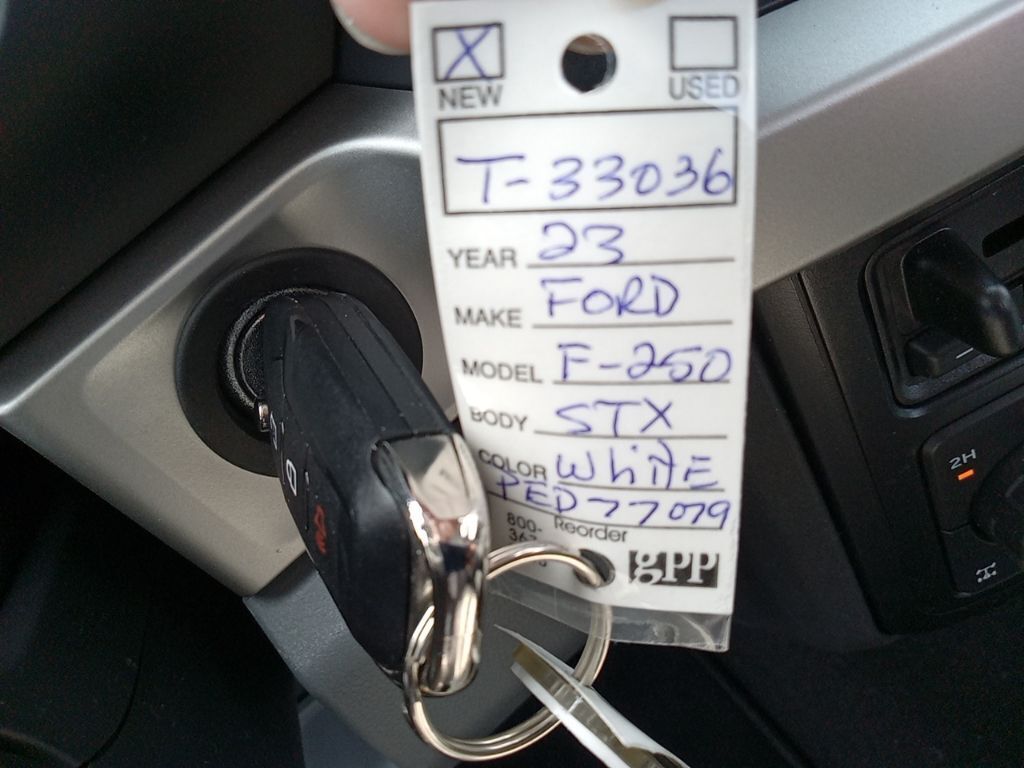 X
NEW USED
T-33036
YEAR 23
MAKE FORD
MODEL F-250
BODY STX
COLOR WHITE
PED77079
800- Reorder
gPP
2H